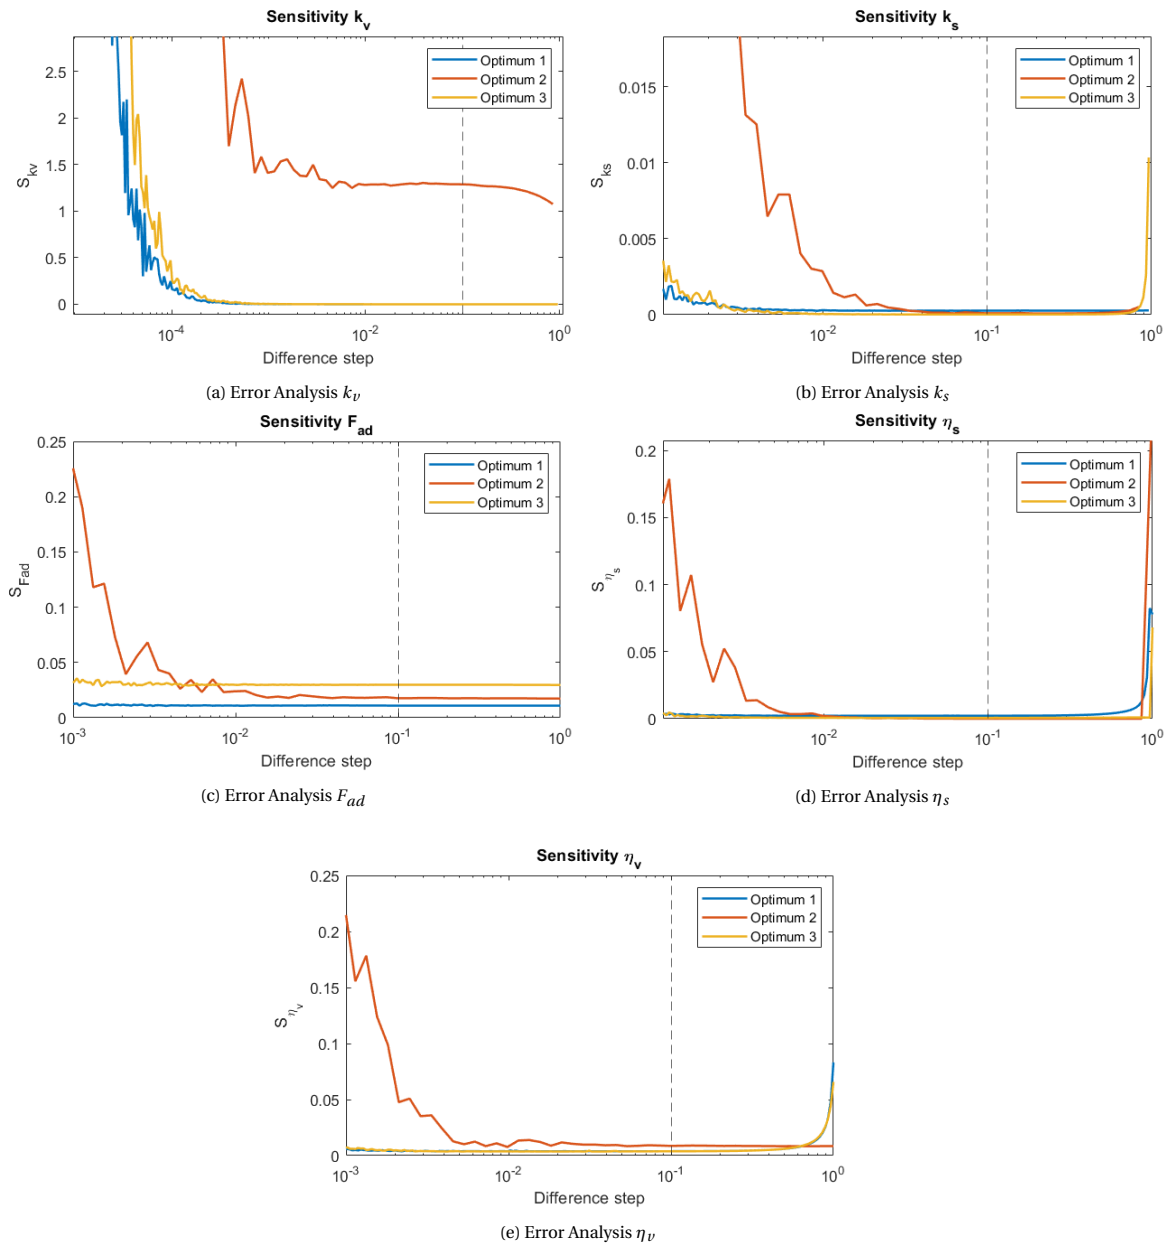 Sensitivity k_v
Optimum 1
Optimum 2
Optimum 3
2.5
2
1.5
1
0.5
0
S_kv
10^-4
10^-2
10^0
Difference step
(a) Error Analysis k_v
Sensitivity k_s
Optimum 1
Optimum 2
Optimum 3
0.015
0.01
0.005
0
S_ks
10^-2
10^-1
10^0
Difference step
(b) Error Analysis k_s
Sensitivity F_ad
Optimum 1
Optimum 2
Optimum 3
0.25
0.2
0.15
0.1
0.05
0
S_Fad
10^-3
10^-2
10^-1
10^0
Difference step
(c) Error Analysis F_ad
Sensitivity η_s
Optimum 1
Optimum 2
Optimum 3
0.2
0.15
0.1
0.05
0
S_η_s
10^-2
10^-1
10^0
Difference step
(d) Error Analysis η_s
Sensitivity η_v
Optimum 1
Optimum 2
Optimum 3
0.25
0.2
0.15
0.1
0.05
0
S_η_v
10^-3
10^-2
10^-1
10^0
Difference step
(e) Error Analysis η_v